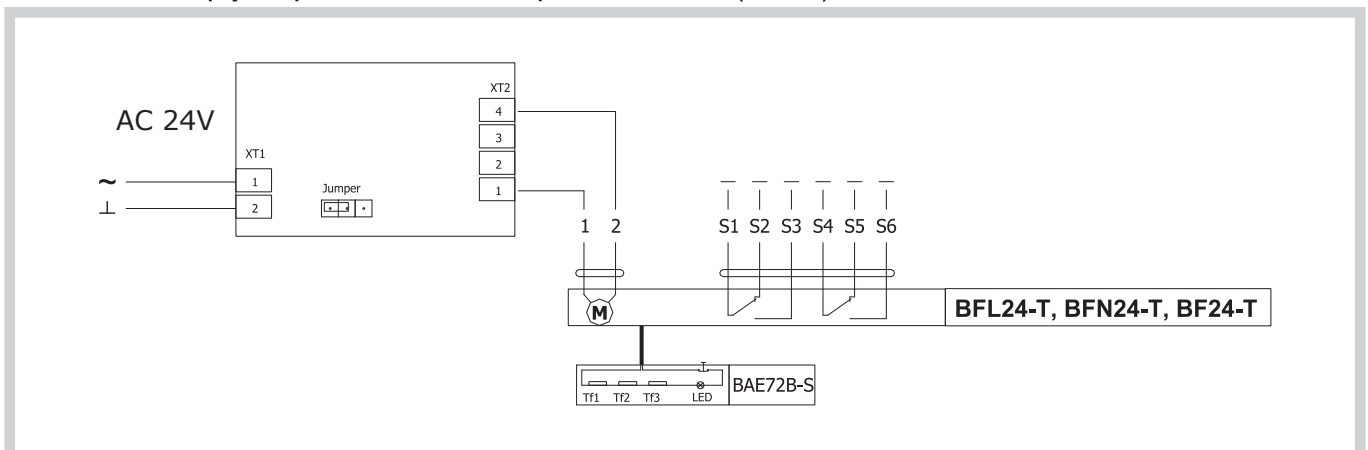 AC 24V
XT1
~
1
⊥
2
Jumper
XT2
4
3
2
1
1 2
S1 S2 S3 S4 S5 S6
M
BFL24-T, BFN24-T, BF24-T
Tf1 Tf2 Tf3 LED
BAE72B-S